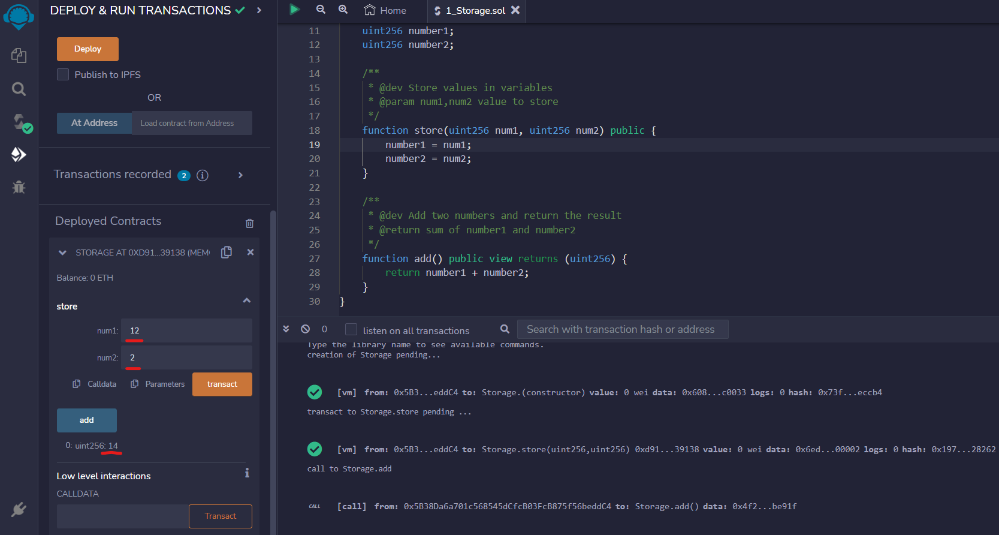 DEPLOY & RUN TRANSACTIONS
Deploy
Publish to IPFS
OR
At Address
Load contract from Address
Transactions recorded 2
Deployed Contracts
STORAGE AT 0XD91...39138 (MEM
Balance: 0 ETH
store
num1: 12
num2: 2
Calldata Parameters transact
add
0: uint256: 14
Low level interactions
CALLDATA
Transact
Home
1_Storage.sol
11 uint256 number1;
12 uint256 number2;
13
14 /**
15 * @dev Store values in variables
16 * @param num1,num2 value to store
17 */
18 function store(uint256 num1, uint256 num2) public {
19 number1 = num1;
20 number2 = num2;
21 }
22
23 /**
24 * @dev Add two numbers and return the result
25 * @return sum of number1 and number2
26 */
27 function add() public view returns (uint256) {
28 return number1 + number2;
29 }
30 }
0 listen on all transactions Search with transaction hash or address
Type the library name to see available commands.
creation of Storage pending...
[vm] from: 0x5B3...eddC4 to: Storage.(constructor) value: 0 wei data: 0x608...c0033 logs: 0 hash: 0x73f...eccb4
transact to Storage.store pending ...
[vm] from: 0x5B3...eddC4 to: Storage.store(uint256,uint256) 0xd91...39138 value: 0 wei data: 0x6ed...00002 logs: 0 hash: 0x197...28262
call to Storage.add
CALL [call] from: 0x5B38Da6a701c568545dCfcB03FcB875f56beddC4 to: Storage.add() data: 0x4f2...be91f